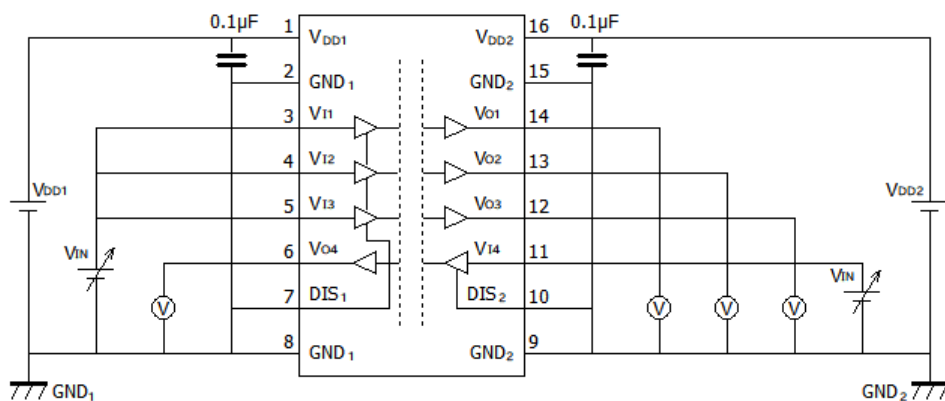 0.1µF 1 16 0.1µF
VDD1 VDD2
2 15
GND1 GND2
3 VI1 VO1 14
4 VI2 VO2 13
VDD1 VDD2
5 VI3 VO3 12
6 VO4 VI4 11
VIN VIN
V
7 DIS1 DIS2 10
V V V
8 GND1 GND2 9
GND1 GND2